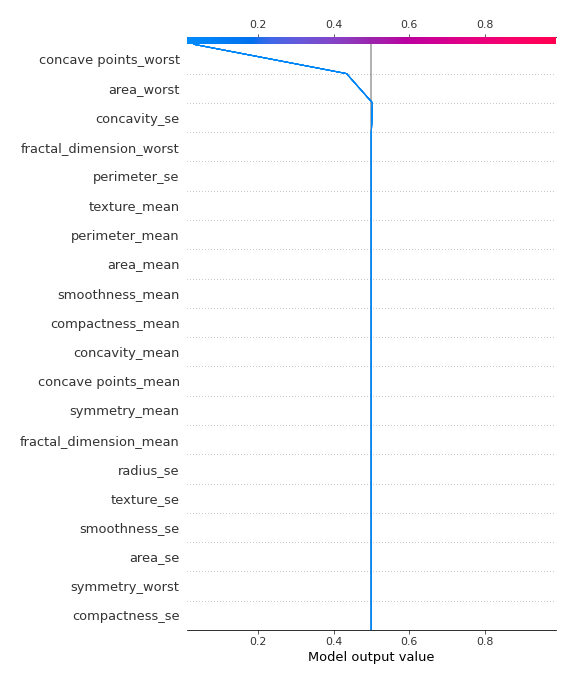 0.2 0.4 0.6 0.8
concave points_worst
area_worst
concavity_se
fractal_dimension_worst
perimeter_se
texture_mean
perimeter_mean
area_mean
smoothness_mean
compactness_mean
concavity_mean
concave points_mean
symmetry_mean
fractal_dimension_mean
radius_se
texture_se
smoothness_se
area_se
symmetry_worst
compactness_se
0.2 0.4 0.6 0.8
Model output value